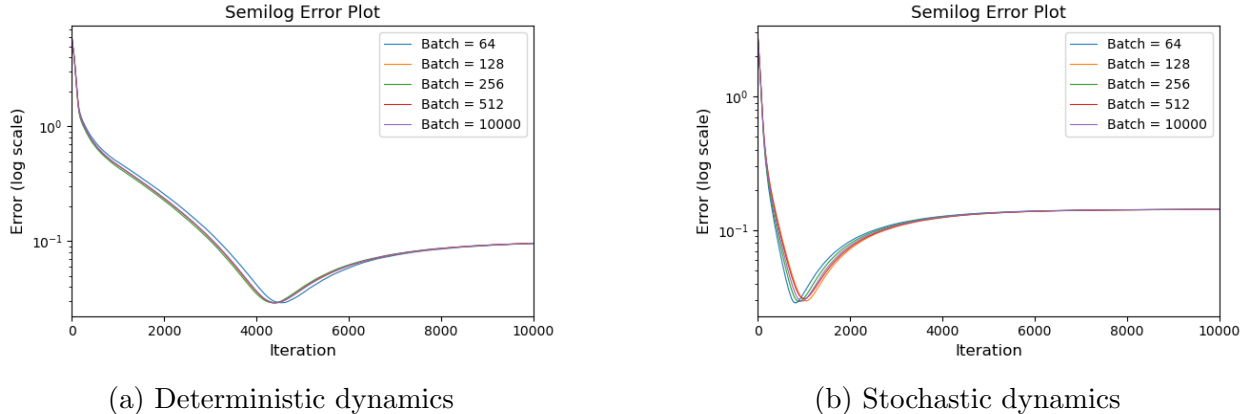 Semilog Error Plot
Error (log scale)
10^0
10^{-1}
Batch = 64
Batch = 128
Batch = 256
Batch = 512
Batch = 10000
0 2000 4000 6000 8000 10000
Iteration
(a) Deterministic dynamics
Semilog Error Plot
Error (log scale)
10^0
10^{-1}
Batch = 64
Batch = 128
Batch = 256
Batch = 512
Batch = 10000
0 2000 4000 6000 8000 10000
Iteration
(b) Stochastic dynamics